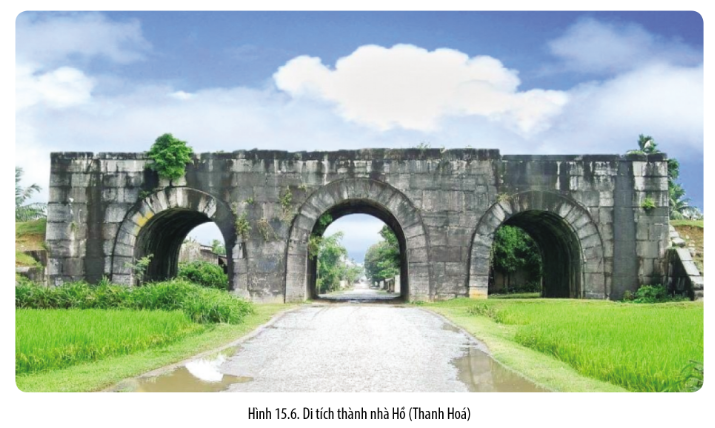 Hình 15.6. Di tích thành nhà Hồ (Thanh Hoá)